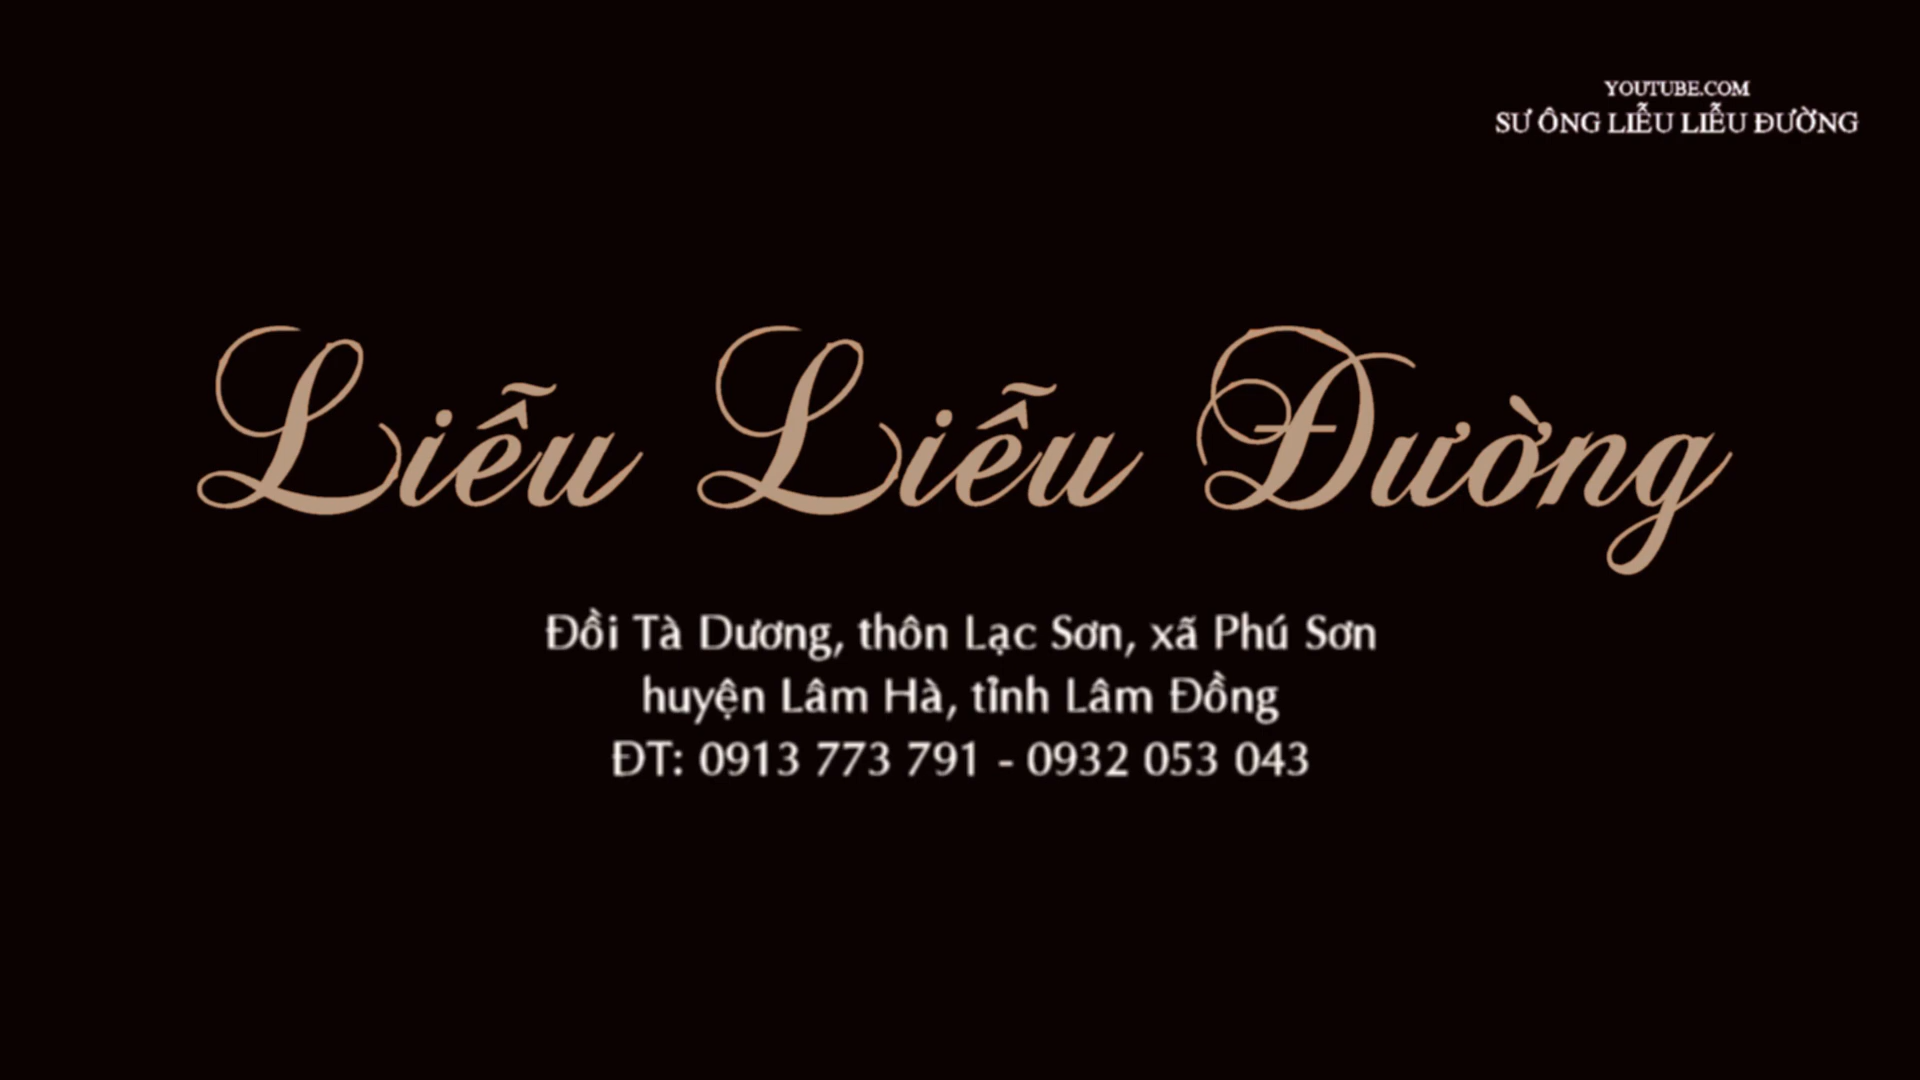 YOUTUBE.COM
SƯ ÔNG LIỄU LIỄU ĐƯỜNG
Liễu Liễu Đường
Đồi Tà Dương, thôn Lạc Sơn, xã Phú Sơn
huyện Lâm Hà, tỉnh Lâm Đồng
ĐT: 0913 773 791 - 0932 053 043